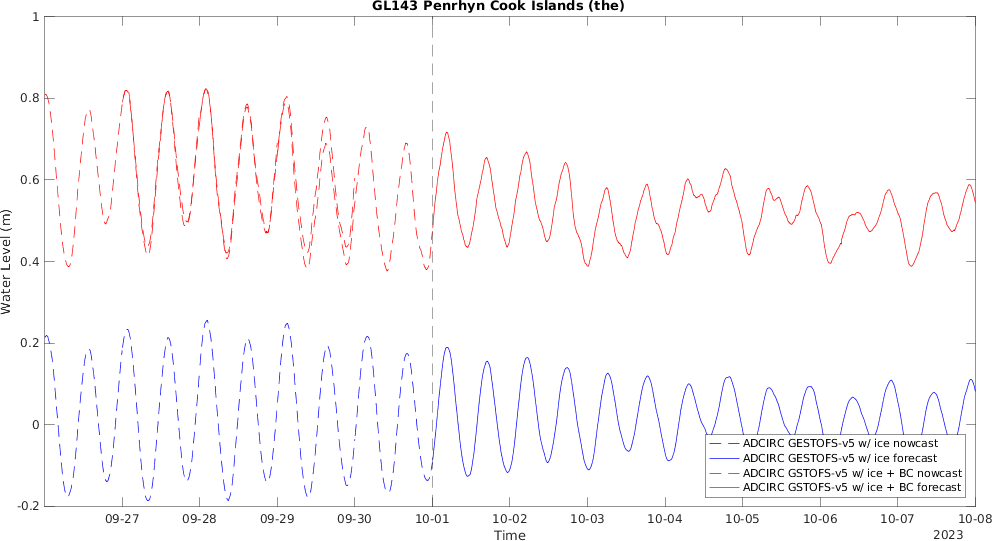 GL143 Penrhyn Cook Islands (the)
1
0.8
0.6
0.4
0.2
0
-0.2
Water Level (m)
ADCIRC GESTOFS-v5 w/ ice nowcast
ADCIRC GESTOFS-v5 w/ ice forecast
ADCIRC GSTOFS-v5 w/ ice + BC nowcast
ADCIRC GSTOFS-v5 w/ ice + BC forecast
09-27 09-28 09-29 09-30 10-01 10-02 10-03 10-04 10-05 10-06 10-07 10-08
Time
2023